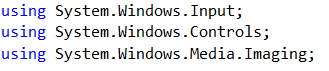 using System.Windows.Input;
using System.Windows.Controls;
using System.Windows.Media.Imaging;